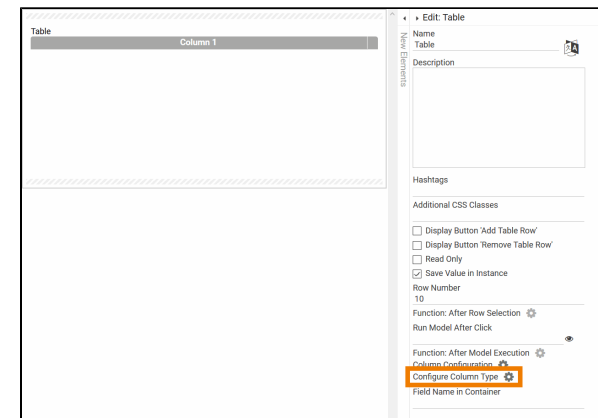 Table
Column 1
New Elements
Edit: Table
Name
Table
Description
Hashtags
Additional CSS Classes
Display Button 'Add Table Row'
Display Button 'Remove Table Row'
Read Only
Save Value in Instance
Row Number
10
Function: After Row Selection
Run Model After Click
Function: After Model Execution
Column Configuration
Configure Column Type
Field Name in Container